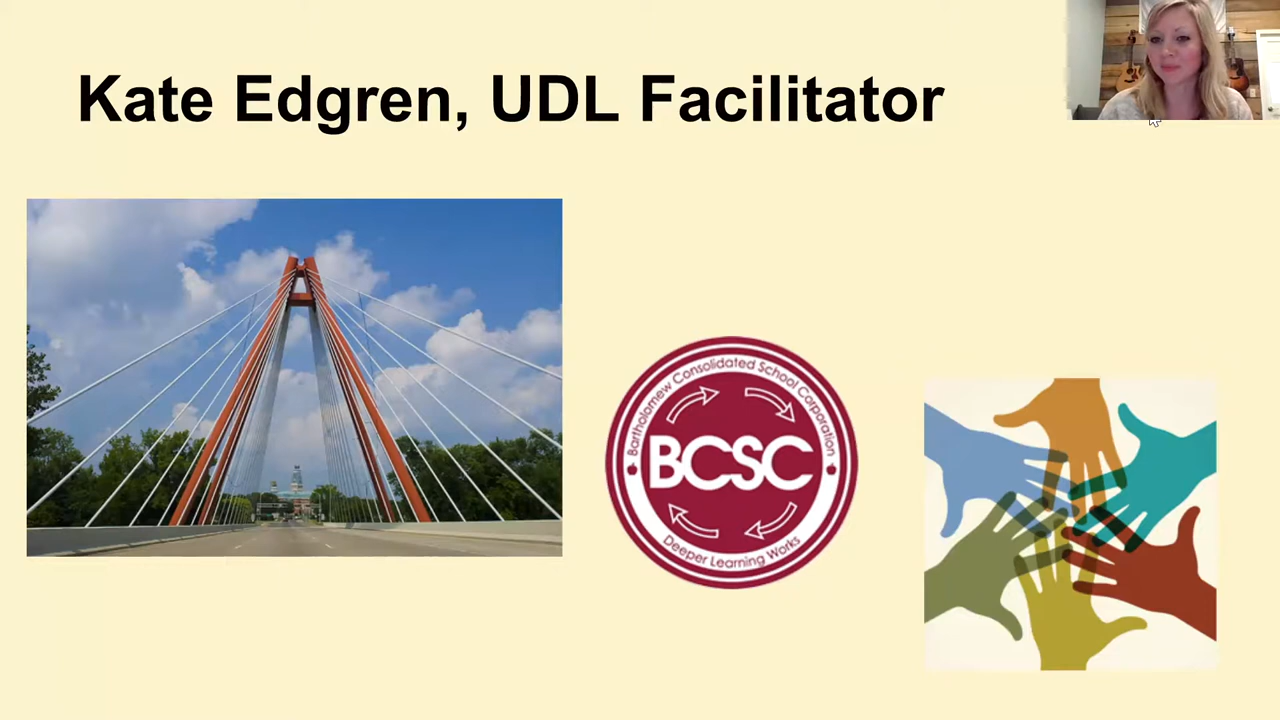 Kate Edgren, UDL Facilitator
Bartholomew Consolidated School Corporation
BCSC
Deeper Learning Works